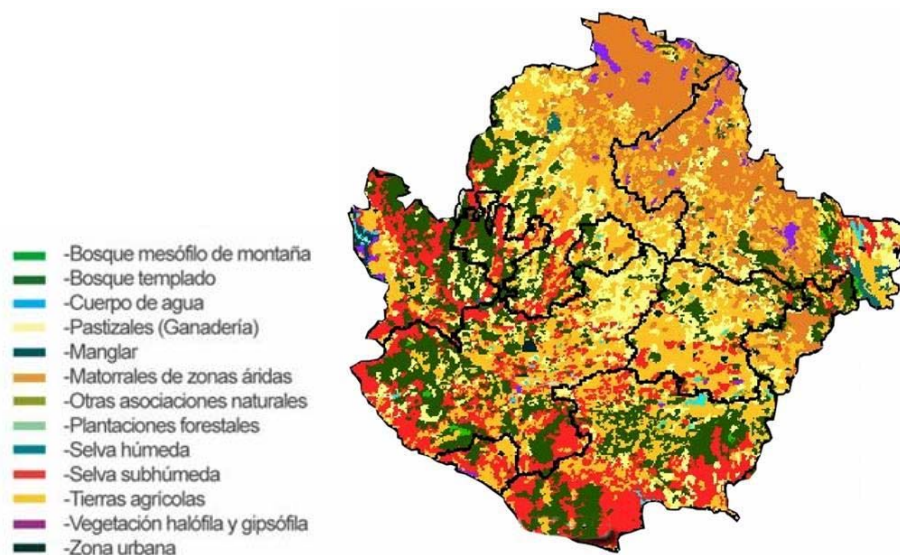 -Bosque mesófilo de montaña
-Bosque templado
-Cuerpo de agua
-Pastizales (Ganadería)
-Manglar
-Matorrales de zonas áridas
-Otras asociaciones naturales
-Plantaciones forestales
-Selva húmeda
-Selva subhúmeda
-Tierras agrícolas
-Vegetación halófila y gipsófila
-Zona urbana